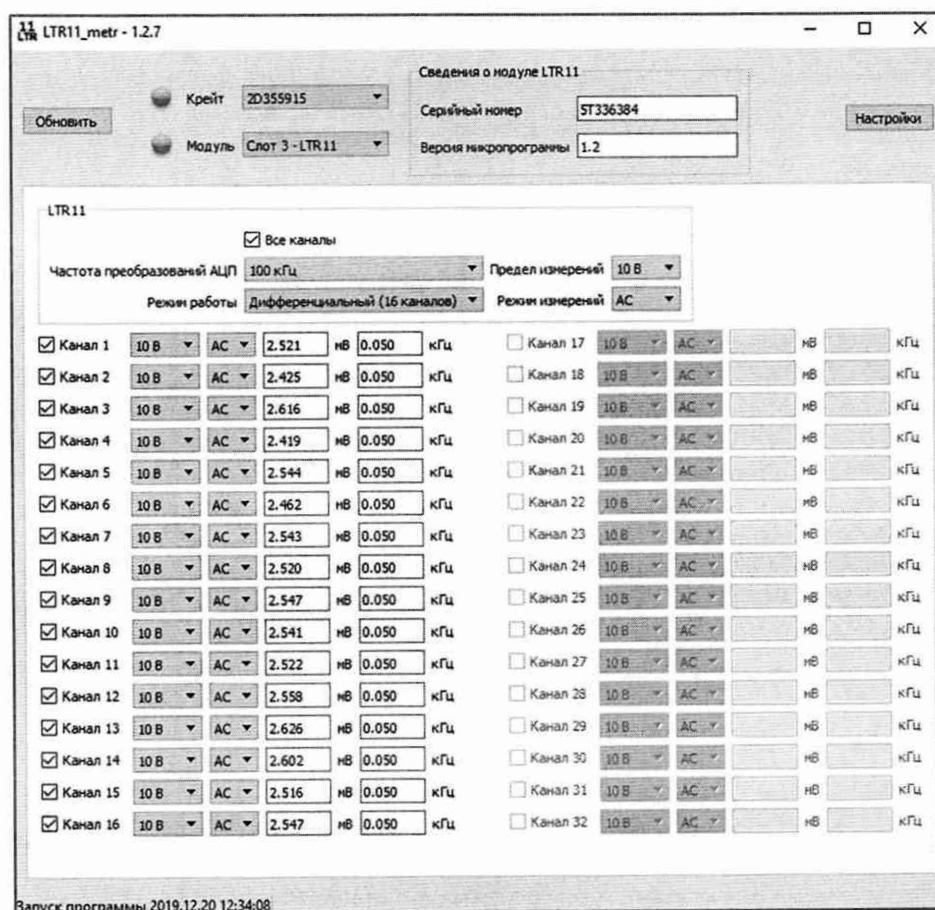 11 LTR LTR11_metr - 1.2.7
Сведения о модуле LTR11
Обновить
Крейт 2D355915
Серийный номер 5T336384
Настройки
Модуль Слот 3 - LTR11
Версия микропрограммы 1.2
LTR11
Все каналы
Частота преобразований АЦП 100 кГц Предел измерений 10 В
Режим работы Дифференциальный (16 каналов) Режим измерений AC
Канал 1 10 В AC 2.521 мВ 0.050 кГц Канал 17 10 В AC мВ кГц
Канал 2 10 В AC 2.425 мВ 0.050 кГц Канал 18 10 В AC мВ кГц
Канал 3 10 В AC 2.616 мВ 0.050 кГц Канал 19 10 В AC мВ кГц
Канал 4 10 В AC 2.419 мВ 0.050 кГц Канал 20 10 В AC мВ кГц
Канал 5 10 В AC 2.544 мВ 0.050 кГц Канал 21 10 В AC мВ кГц
Канал 6 10 В AC 2.462 мВ 0.050 кГц Канал 22 10 В AC мВ кГц
Канал 7 10 В AC 2.543 мВ 0.050 кГц Канал 23 10 В AC мВ кГц
Канал 8 10 В AC 2.520 мВ 0.050 кГц Канал 24 10 В AC мВ кГц
Канал 9 10 В AC 2.547 мВ 0.050 кГц Канал 25 10 В AC мВ кГц
Канал 10 10 В AC 2.541 мВ 0.050 кГц Канал 26 10 В AC мВ кГц
Канал 11 10 В AC 2.522 мВ 0.050 кГц Канал 27 10 В AC мВ кГц
Канал 12 10 В AC 2.558 мВ 0.050 кГц Канал 28 10 В AC мВ кГц
Канал 13 10 В AC 2.626 мВ 0.050 кГц Канал 29 10 В AC мВ кГц
Канал 14 10 В AC 2.602 мВ 0.050 кГц Канал 30 10 В AC мВ кГц
Канал 15 10 В AC 2.516 мВ 0.050 кГц Канал 31 10 В AC мВ кГц
Канал 16 10 В AC 2.547 мВ 0.050 кГц Канал 32 10 В AC мВ кГц
Запуск программы 2019.12.20 12:34:08